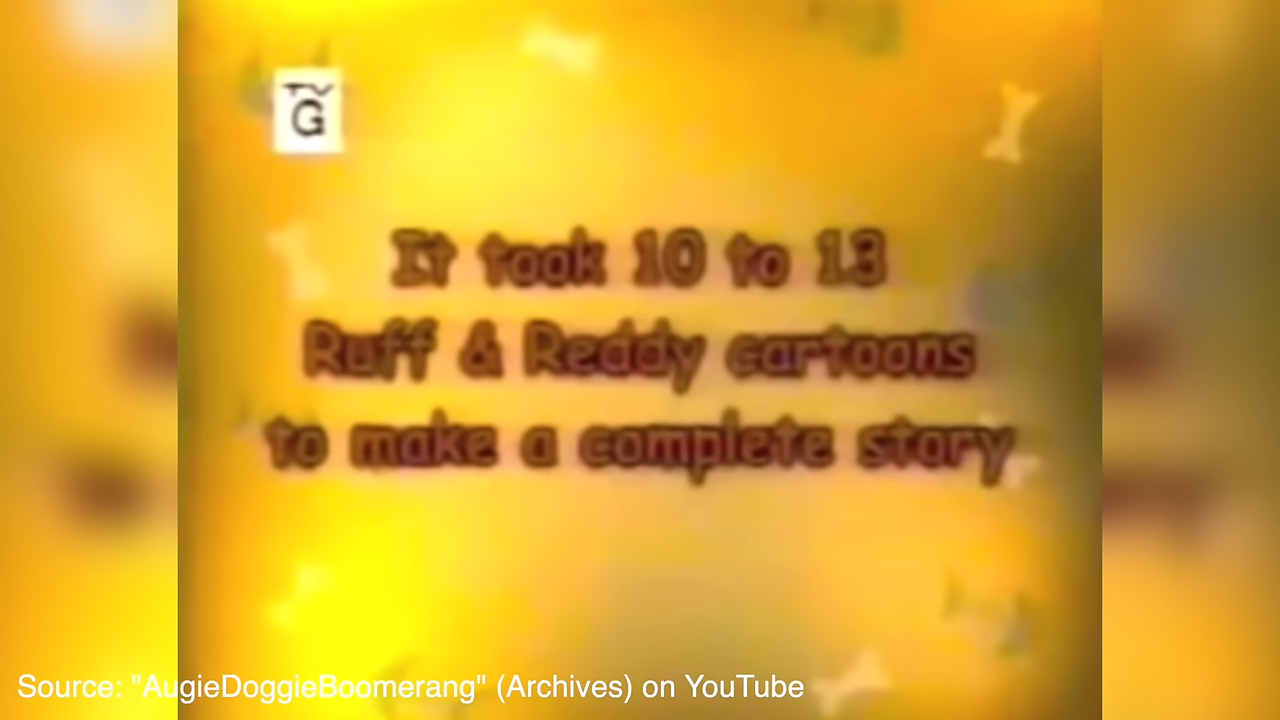 TV
G
It took 10 to 13
Ruff & Reddy cartoons
to make a complete story
Source: "AugieDoggieBoomerang" (Archives) on YouTube